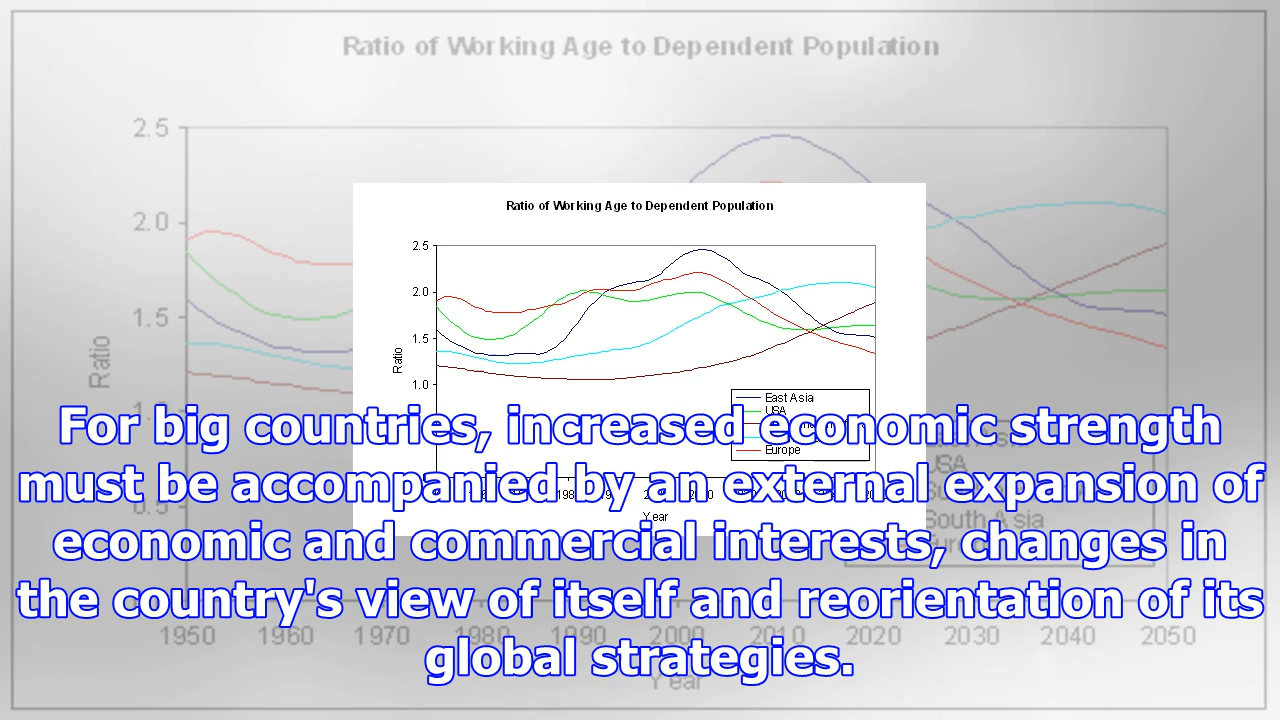 Ratio of Working Age to Dependent Population
Ratio of Working Age to Dependent Population
2.5
2.5
2.0
2.0
1.5
1.5
1.0
Ratio
Ratio
East Asia
USA
Europe
For big countries, increased economic strength
must be accompanied by an external expansion of
economic and commercial interests, changes in
the country's view of itself and reorientation of its
global strategies.
USA
South Asia
Year
1950 1960 1970 1980 1990 2000 2010 2020 2030 2040 2050
Year